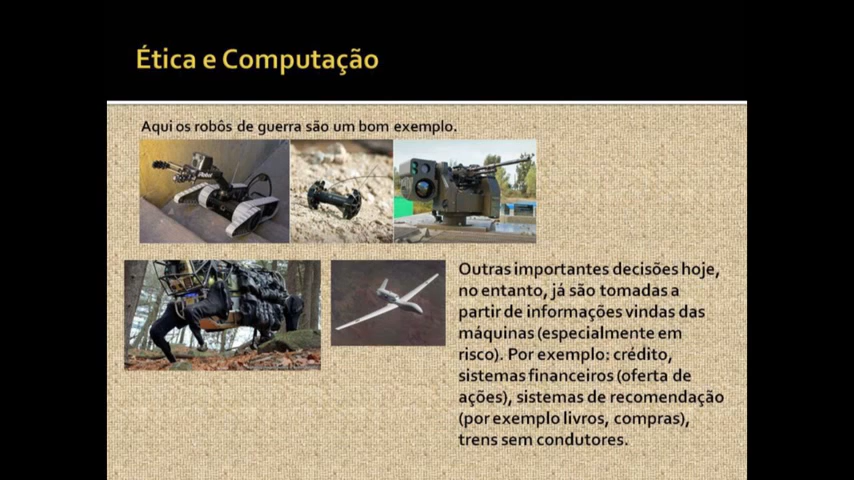 Ética e Computação
Aqui os robôs de guerra são um bom exemplo.
Outras importantes decisões hoje,
no entanto, já são tomadas a
partir de informações vindas das
máquinas (especialmente em
risco). Por exemplo: crédito,
sistemas financeiros (oferta de
ações), sistemas de recomendação
(por exemplo livros, compras),
trens sem condutores.